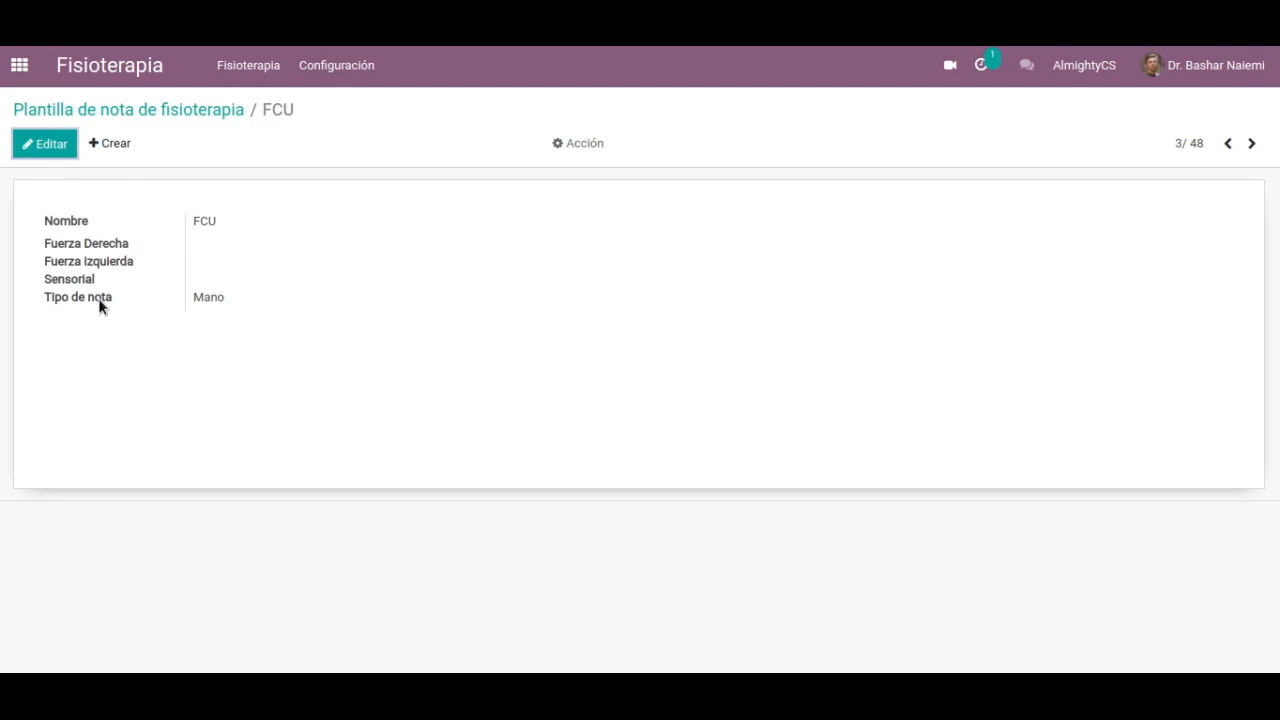 Fisioterapia Fisioterapia Configuración 1 AlmightyCS Dr. Bashar Naiemi
Plantilla de nota de fisioterapia / FCU
Editar Crear Acción 3/ 48
Nombre FCU
Fuerza Derecha
Fuerza izquierda
Sensorial
Tipo de nota Mano